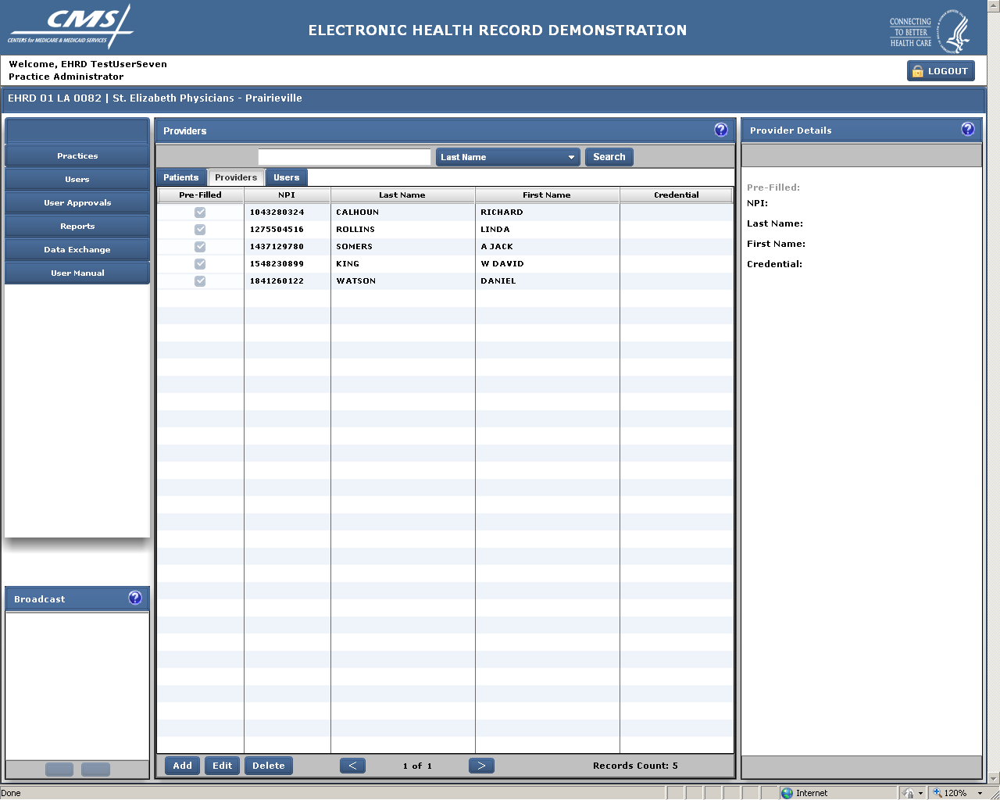 CMS
CENTERS for MEDICARE & MEDICAID SERVICES
ELECTRONIC HEALTH RECORD DEMONSTRATION
CONNECTING
TO BETTER
HEALTH CARE
Welcome, EHRD TestUserSeven
Practice Administrator
LOGOUT
EHRD 01 LA 0082 | St. Elizabeth Physicians - Prairieville
Practices
Users
User Approvals
Reports
Data Exchange
User Manual
Broadcast
Providers
Last Name
Search
Patients Providers Users
Pre-Filled NPI Last Name First Name Credential
1043280324 CALHOUN RICHARD
1275504516 ROLLINS LINDA
1437129780 SOMERS A JACK
1548230899 KING W DAVID
1841260122 WATSON DANIEL
Add Edit Delete < 1 of 1 > Records Count: 5
Provider Details
Pre-Filled:
NPI:
Last Name:
First Name:
Credential:
Done Internet 120%